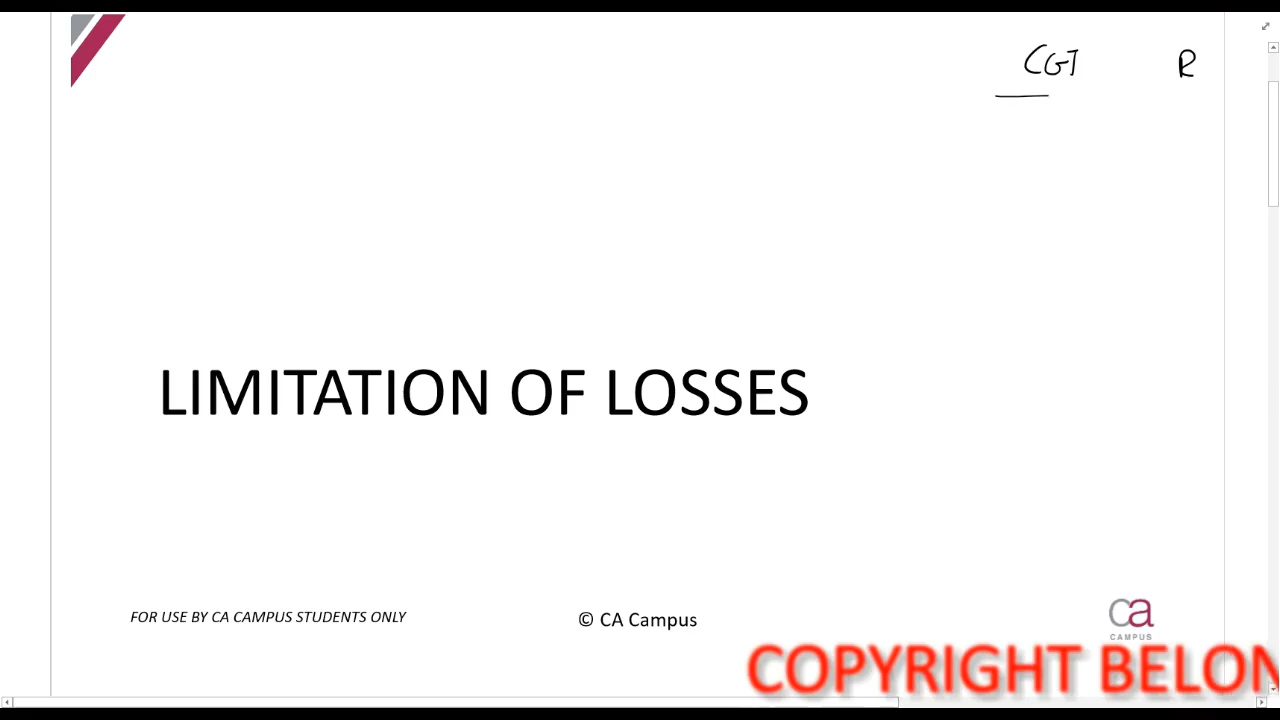 CGT R
LIMITATION OF LOSSES
FOR USE BY CA CAMPUS STUDENTS ONLY
© CA Campus
ca
CAMPUS
COPYRIGHT BELON